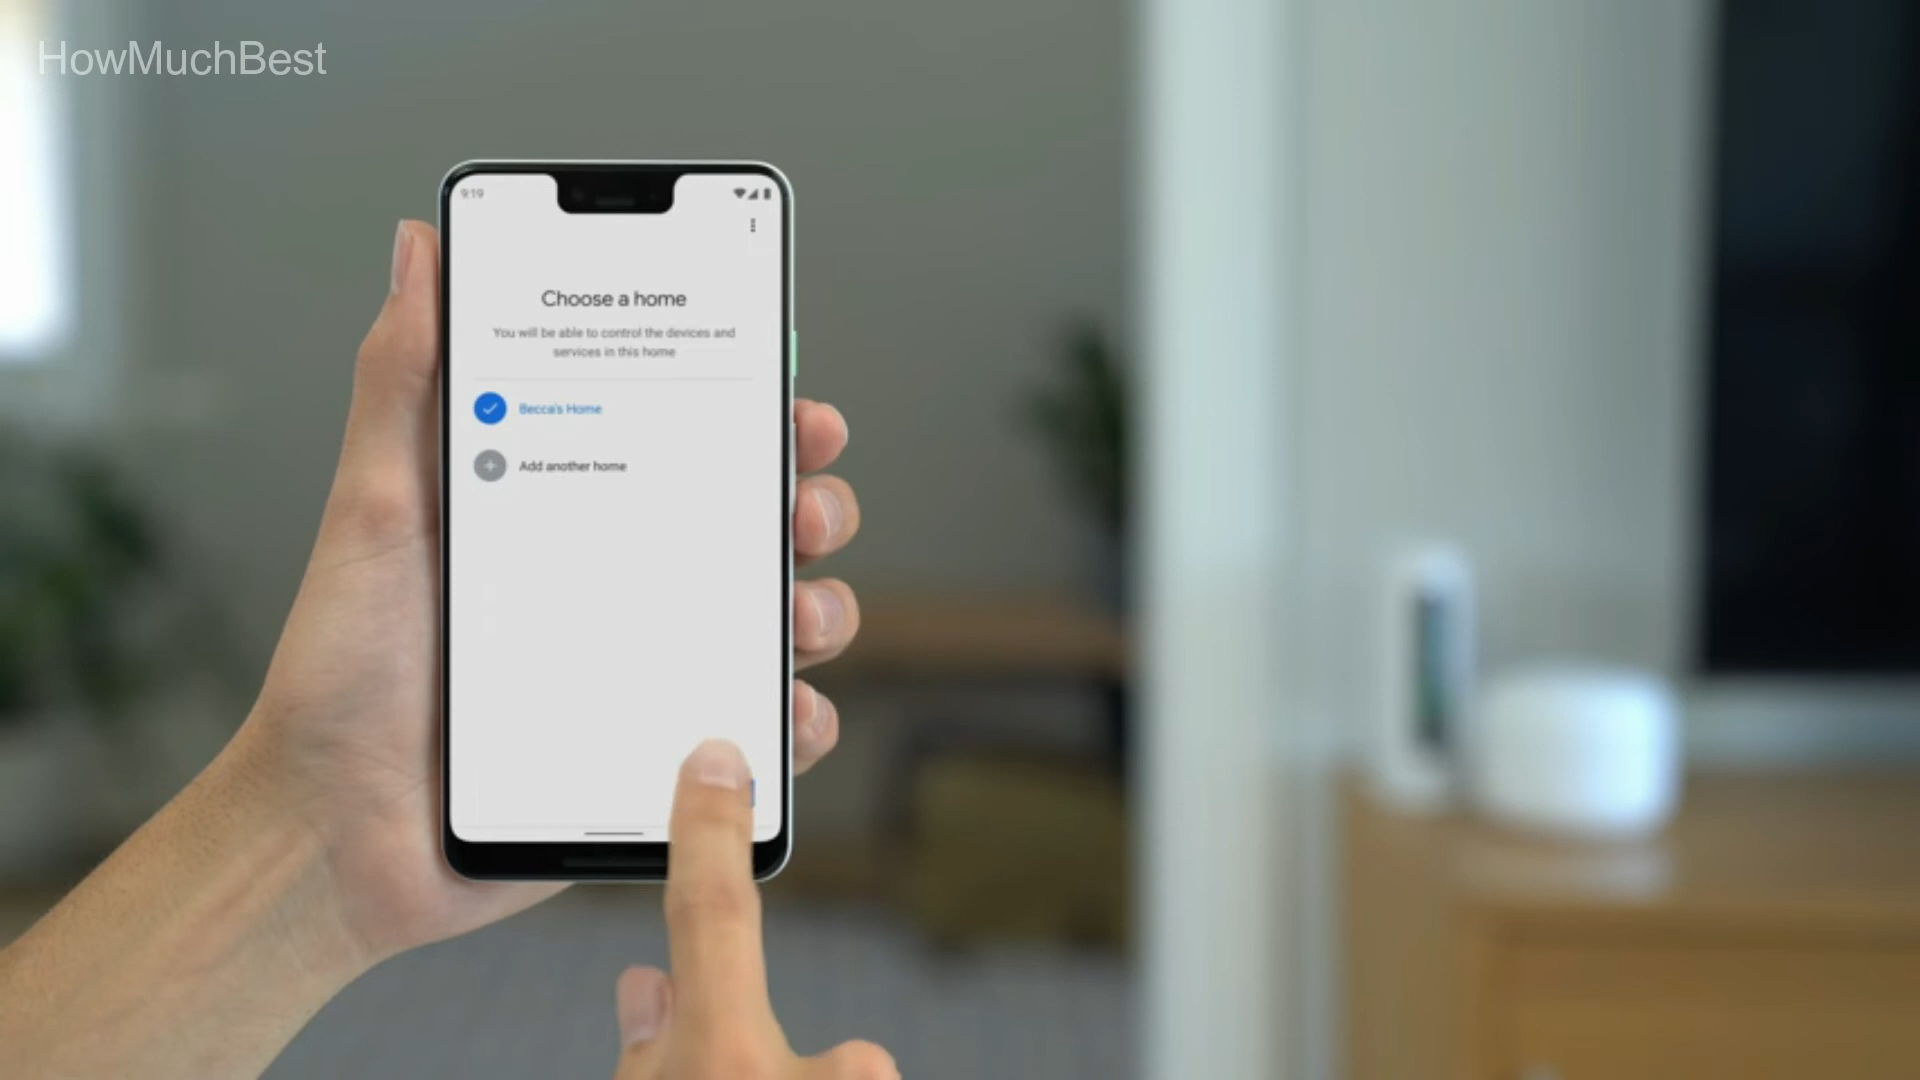 HowMuchBest
9:19
Choose a home
You will be able to control the devices and
services in this home
Becca's Home
Add another home